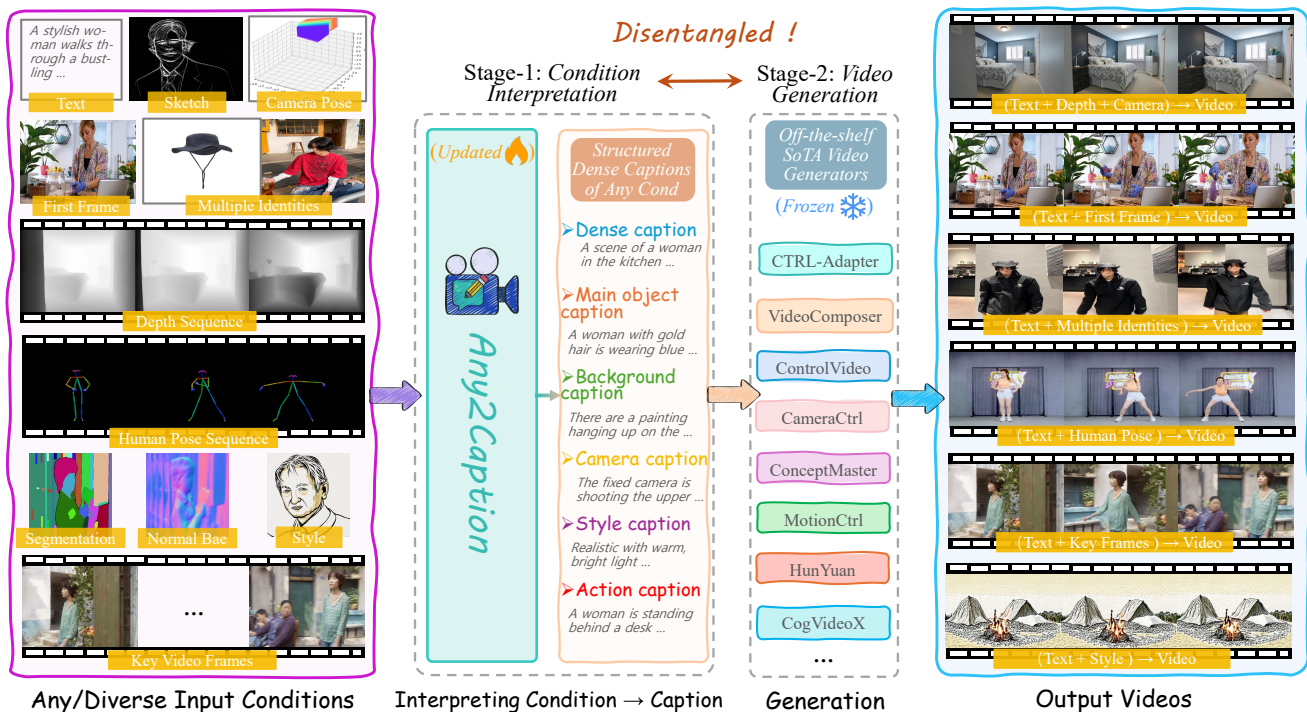 Disentangled !
A stylish wo-
man walks th-
rough a bust-
ling ...
Text
Sketch
Camera Pose
First Frame
Multiple Identities
Depth Sequence
Human Pose Sequence
Segmentation
Normal Bae
Style
...
Key Video Frames
Any/Diverse Input Conditions
Stage-1: Condition
Interpretation
(Updated )
Any2Caption
Structured
Dense Captions
of Any Cond
➢Dense caption
A scene of a woman
in the kitchen ...
➢Main object
caption
A woman with gold
hair is wearing blue ...
➢Background
caption
There are a painting
hanging up on the ...
➢Camera caption
The fixed camera is
shooting the upper ...
➢Style caption
Realistic with warm,
bright light ...
➢Action caption
A woman is standing
behind a desk ...
Interpreting Condition → Caption
Stage-2: Video
Generation
Off-the-shelf
SoTA Video
Generators
(Frozen )
CTRL-Adapter
VideoComposer
ControlVideo
CameraCtrl
ConceptMaster
MotionCtrl
HunYuan
CogVideoX
...
Generation
(Text + Depth + Camera) → Video
(Text + First Frame ) → Video
(Text + Multiple Identities ) → Video
(Text + Human Pose ) → Video
(Text + Key Frames ) → Video
(Text + Style ) → Video
Output Videos